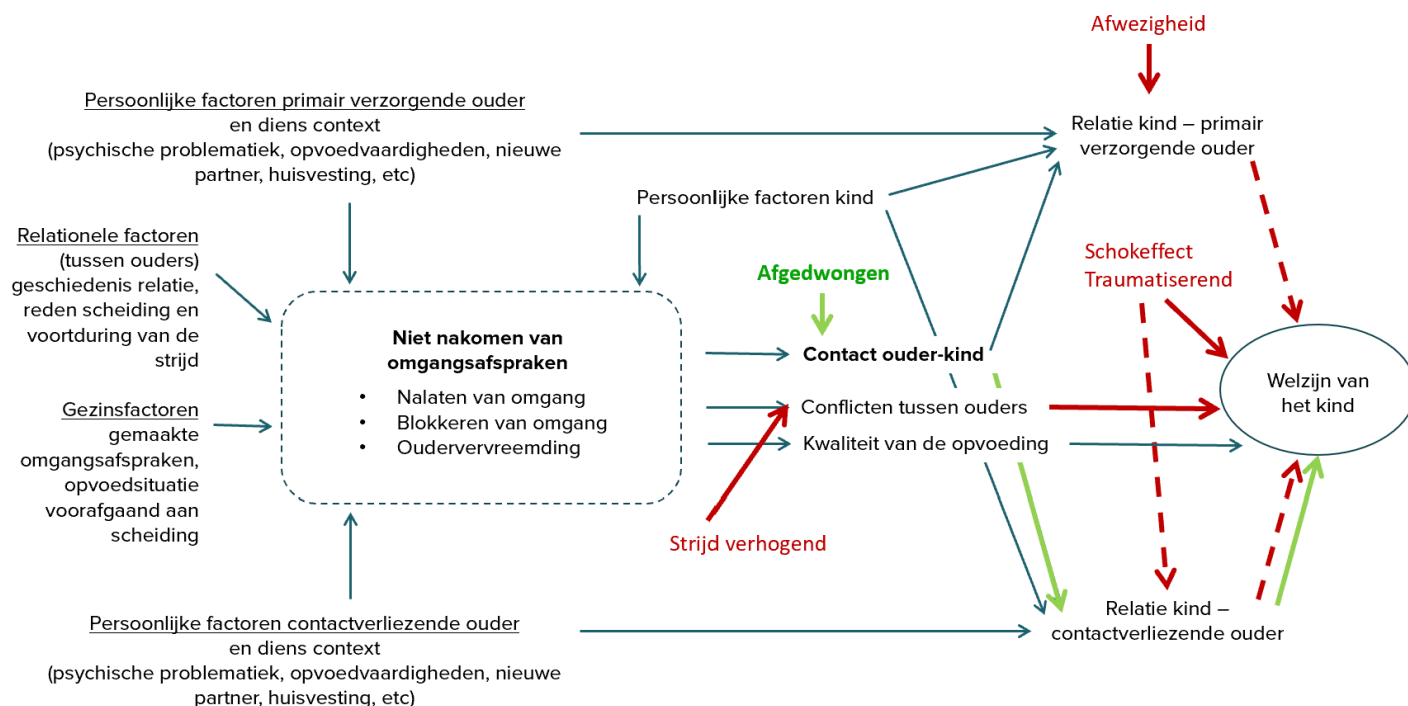 Afwezigheid
Persoonlijke factoren primair verzorgende ouder
en diens context
(psychische problematiek, opvoedvaardigheden, nieuwe
partner, huisvesting, etc)
Relatie kind – primair
verzorgende ouder
Persoonlijke factoren kind
Relationele factoren
(tussen ouders)
geschiedenis relatie,
reden scheiding en
voortduring van de
strijd
Schokeffect
Traumatiserend
Afgedwongen
Niet nakomen van
omgangsafspraken
• Nalaten van omgang
• Blokkeren van omgang
• Oudervervreemding
Contact ouder-kind
Conflicten tussen ouders
Kwaliteit van de opvoeding
Welzijn van
het kind
Gezinsfactoren
gemaakte
omgangsafspraken,
opvoedsituatie
voorafgaand aan
scheiding
Strijd verhogend
Persoonlijke factoren contactverliezende ouder
en diens context
(psychische problematiek, opvoedvaardigheden, nieuwe
partner, huisvesting, etc)
Relatie kind –
contactverliezende ouder